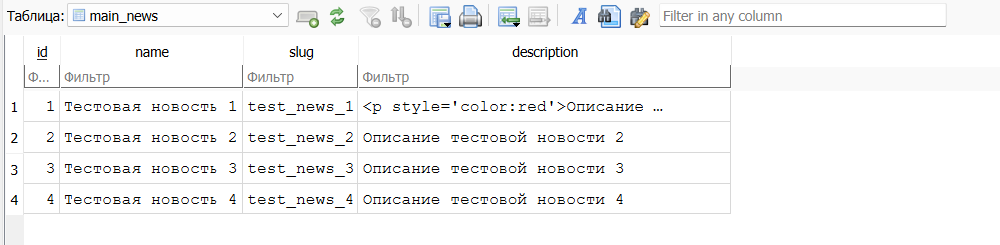 Таблица: main_news Filter in any column
id name slug description
Ф... Фильтр Фильтр Фильтр
1 1 Тестовая новость 1 test_news_1 <p style='color:red'>Описание …
2 2 Тестовая новость 2 test_news_2 Описание тестовой новости 2
3 3 Тестовая новость 3 test_news_3 Описание тестовой новости 3
4 4 Тестовая новость 4 test_news_4 Описание тестовой новости 4